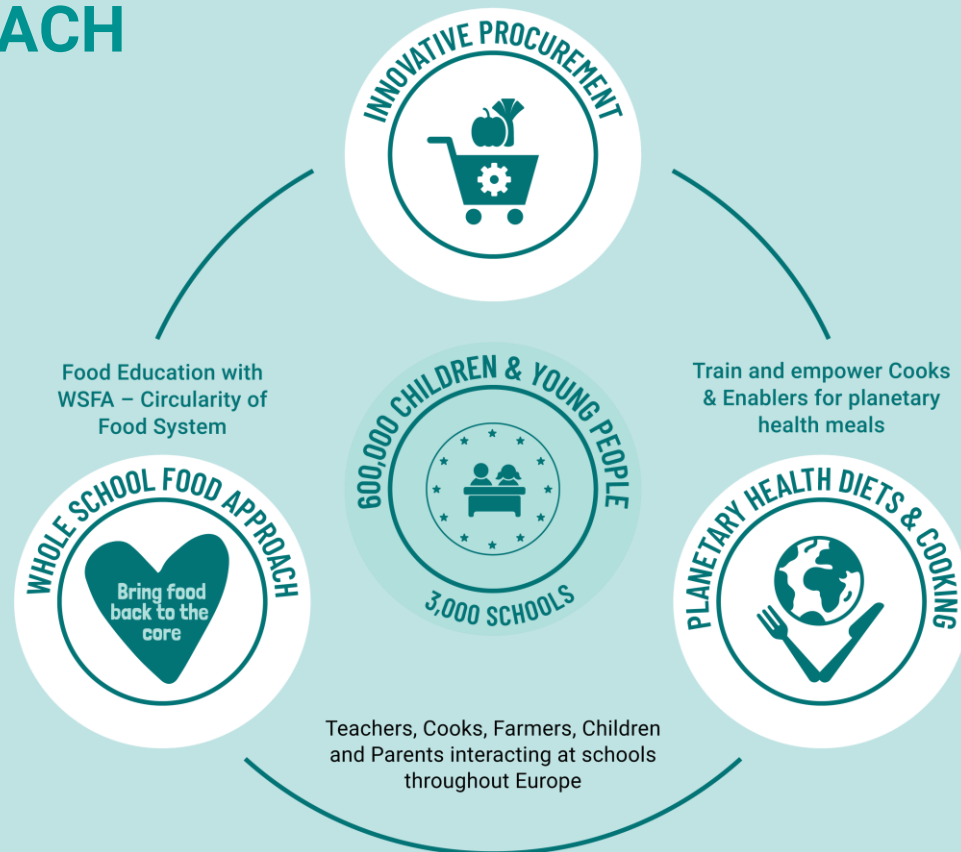 ACH
INNOVATIVE PROCUREMENT
Food Education with
WSFA – Circularity of
Food System
600,000 CHILDREN & YOUNG PEOPLE
3,000 SCHOOLS
Train and empower Cooks
& Enablers for planetary
health meals
WHOLE SCHOOL FOOD APPROACH
Bring food
back to the
core
PLANETARY HEALTH DIETS & COOKING
Teachers, Cooks, Farmers, Children
and Parents interacting at schools
throughout Europe